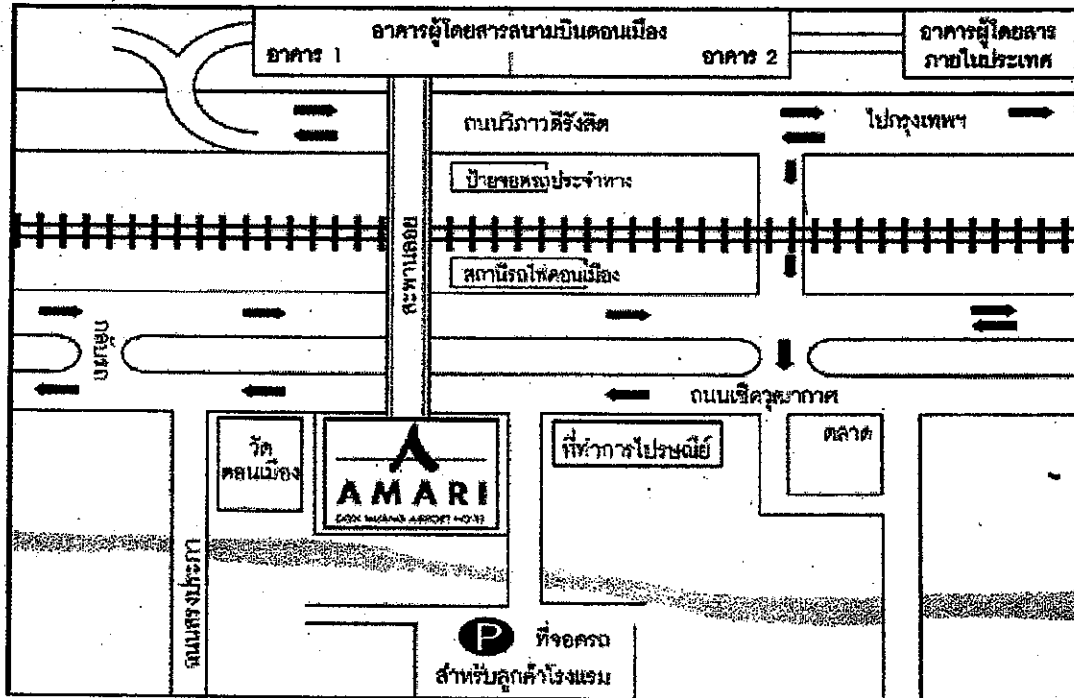 อาคารผู้โดยสารสนามบินดอนเมือง
อาคาร 1
อาคาร 2
อาคารผู้โดยสาร
ภายในประเทศ
ถนนวิภาวดีรังสิต
ไปกรุงเทพฯ
ป้ายจอดรถประจำทาง
สะพานลอย
สถานีรถไฟดอนเมือง
กลับรถ
ถนนเชิดวุฒากาศ
วัด
ดอนเมือง
AMARI
DON MUANG AIRPORT HOTEL
ที่ทำการไปรษณีย์
ตลาด
ถนนสรงประภา
P ที่จอดรถ
สำหรับลูกค้าโรงแรม